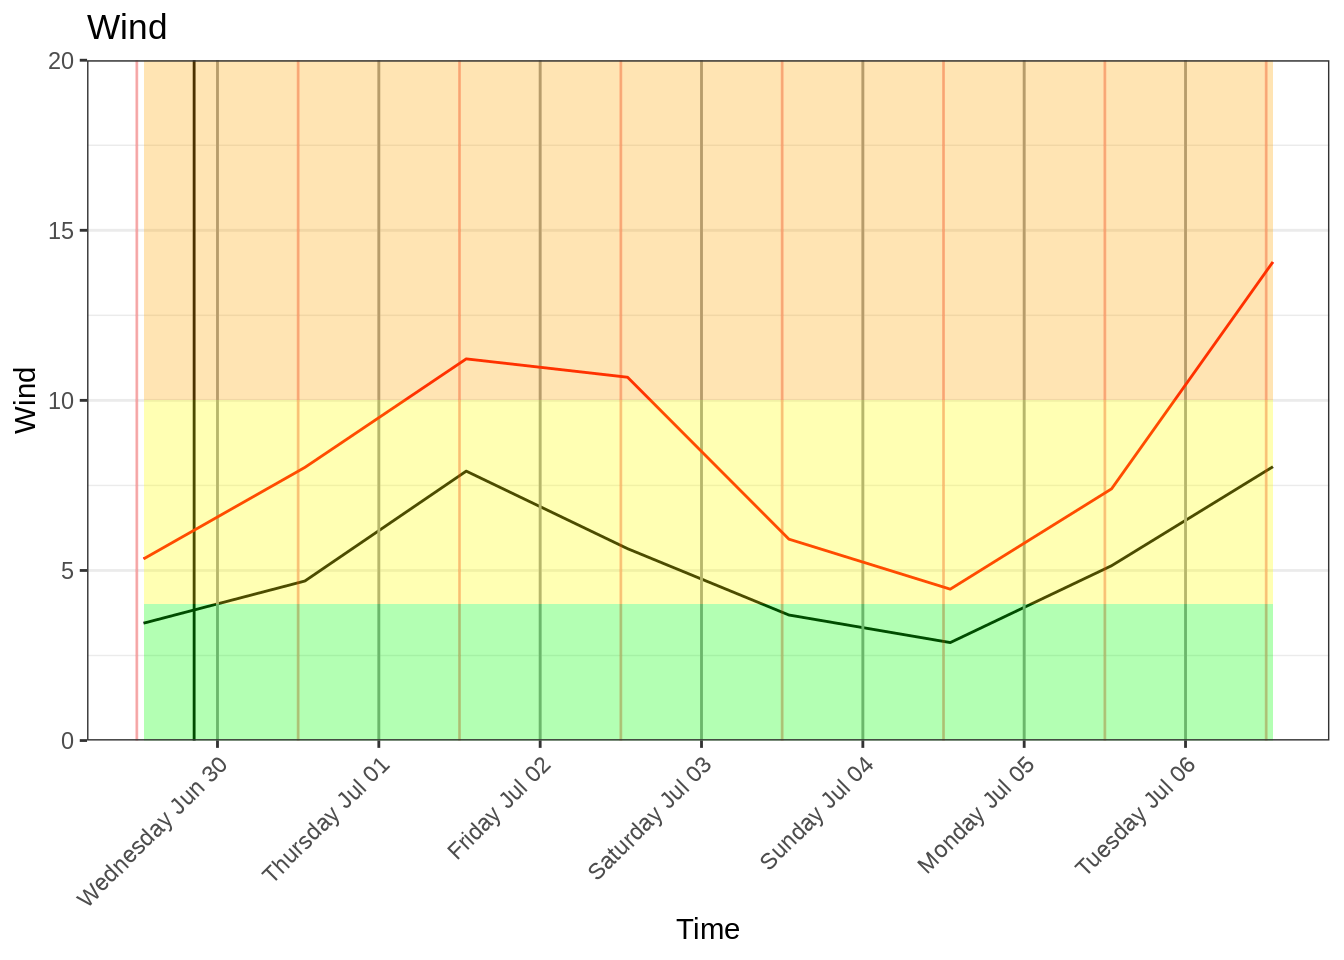 Wind
20
15
10
5
0
Wind
Wednesday Jun 30
Thursday Jul 01
Friday Jul 02
Saturday Jul 03
Sunday Jul 04
Monday Jul 05
Tuesday Jul 06
Time